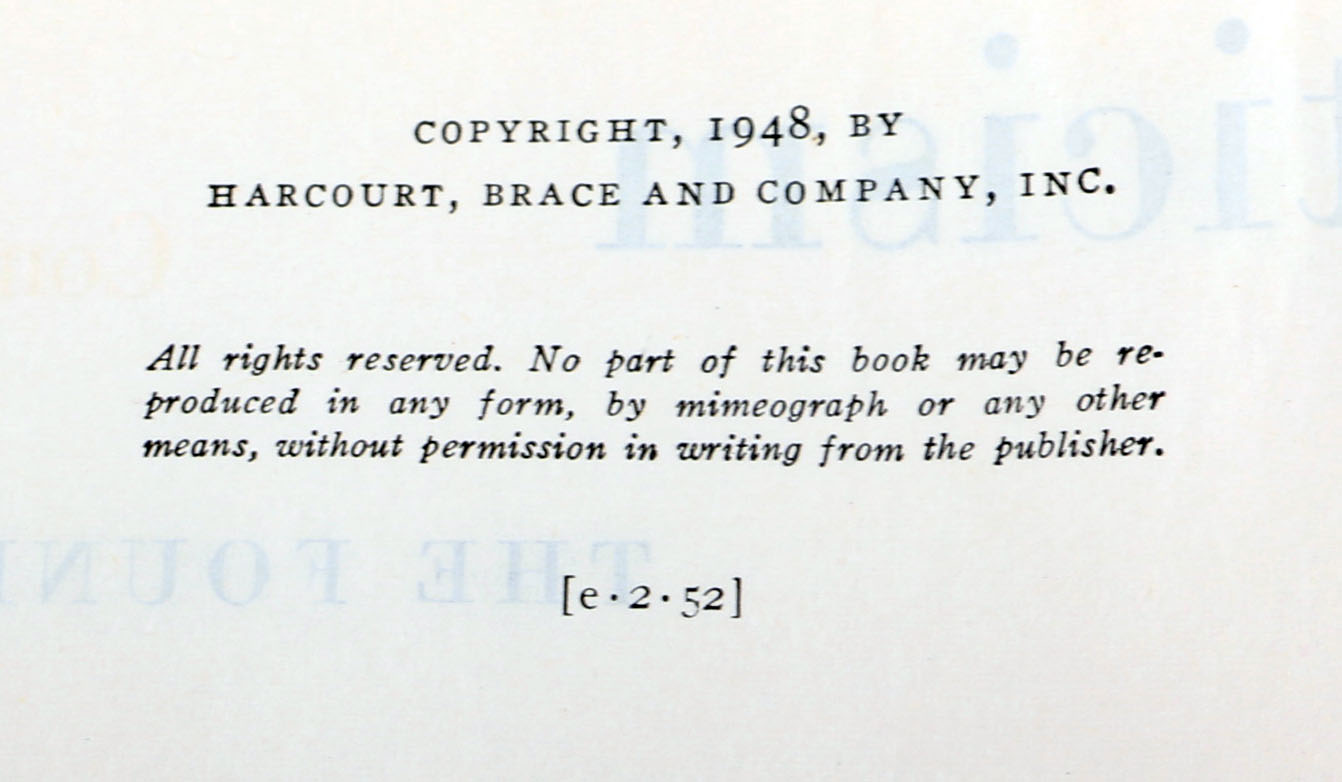 COPYRIGHT, 1948, BY
HARCOURT, BRACE AND COMPANY, INC.
All rights reserved. No part of this book may be re-
produced in any form, by mimeograph or any other
means, without permission in writing from the publisher.
THE
[e·2·52]